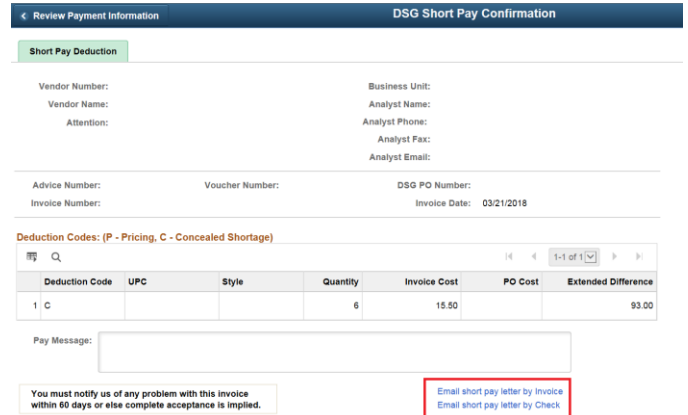 Review Payment Information DSG Short Pay Confirmation
Short Pay Deduction
Vendor Number: Business Unit:
Vendor Name: Analyst Name:
Attention: Analyst Phone:
Analyst Fax:
Analyst Email:
Advice Number: Voucher Number: DSG PO Number:
Invoice Number: Invoice Date: 03/21/2018
Deduction Codes: (P - Pricing, C - Concealed Shortage)
1-1 of 1
Deduction Code UPC Style Quantity Invoice Cost PO Cost Extended Difference
1 C 6 15.50 93.00
Pay Message:
You must notify us of any problem with this invoice Email short pay letter by Invoice
within 60 days or else complete acceptance is implied. Email short pay letter by Check